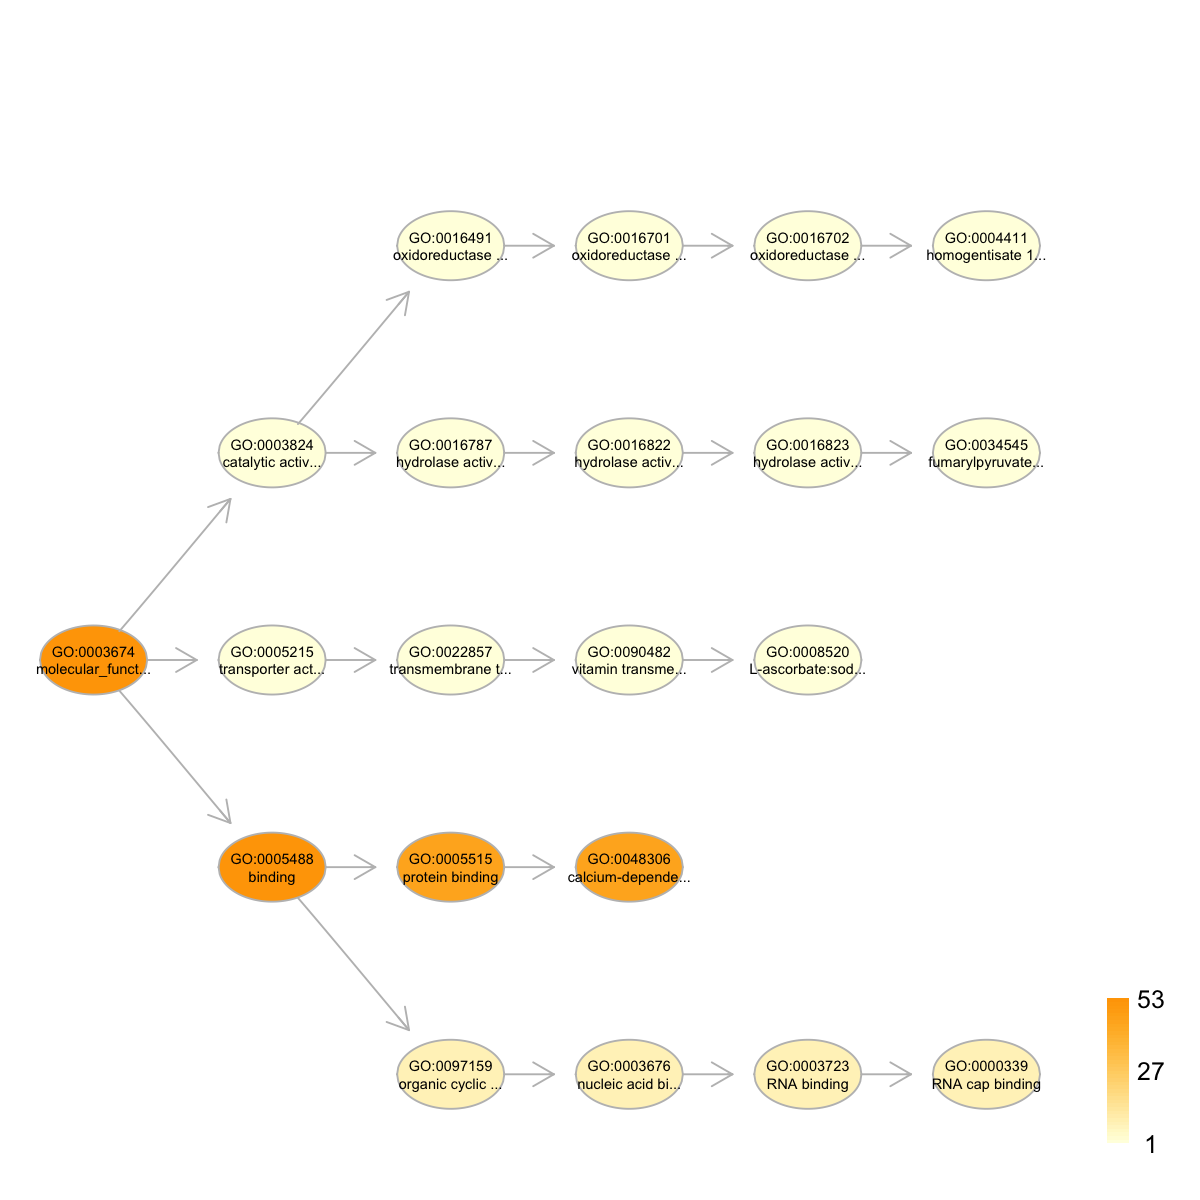 GO:0016491
oxidoreductase ...
GO:0016701
oxidoreductase ...
GO:0016702
oxidoreductase ...
GO:0004411
homogentisate 1...
GO:0003824
catalytic activ...
GO:0016787
hydrolase activ...
GO:0016822
hydrolase activ...
GO:0016823
hydrolase activ...
GO:0034545
fumarylpyruvate...
GO:0003674
molecular_funct...
GO:0005215
transporter act...
GO:0022857
transmembrane t...
GO:0090482
vitamin transme...
GO:0008520
L-ascorbate:sod...
GO:0005488
binding
GO:0005515
protein binding
GO:0048306
calcium-depende...
GO:0097159
organic cyclic ...
GO:0003676
nucleic acid bi...
GO:0003723
RNA binding
GO:0000339
RNA cap binding
53
27
1